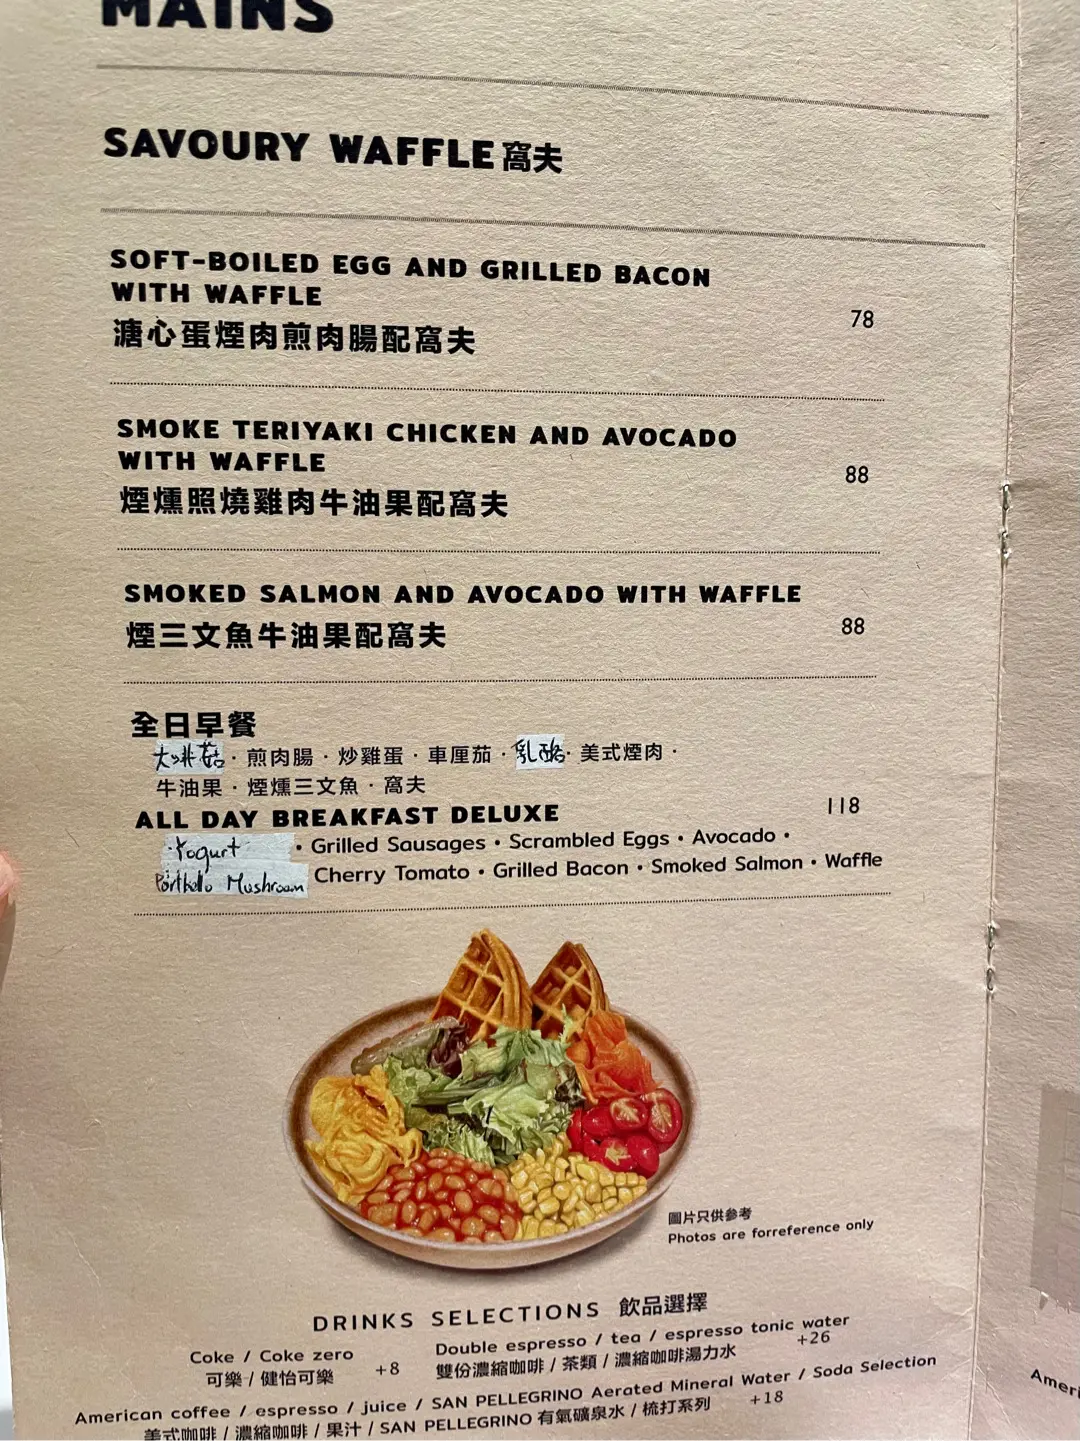 MAINS
SAVOURY WAFFLE 窩夫
SOFT-BOILED EGG AND GRILLED BACON
WITH WAFFLE
溏心蛋煙肉煎肉腸配窩夫
78
SMOKE TERIYAKI CHICKEN AND AVOCADO
WITH WAFFLE
煙燻照燒雞肉牛油果配窩夫
88
SMOKED SALMON AND AVOCADO WITH WAFFLE
煙三文魚牛油果配窩夫
88
全日早餐
大啡菇・煎肉腸・炒雞蛋・車厘茄・乳酪・美式煙肉・
牛油果・煙燻三文魚・窩夫
ALL DAY BREAKFAST DELUXE
118
・Yogurt・Grilled Sausages・Scrambled Eggs・Avocado・
Portbello Mushroom Cherry Tomato・Grilled Bacon・Smoked Salmon・Waffle
圖片只供參考
Photos are forreference only
DRINKS SELECTIONS 飲品選擇
Coke / Coke zero
可樂 / 健怡可樂
+8
Double espresso / tea / espresso tonic water
雙份濃縮咖啡 / 茶類 / 濃縮咖啡湯力水
+26
American coffee / espresso / juice / SAN PELLEGRINO Aerated Mineral Water / Soda Selection
美式咖啡 / 濃縮咖啡 / 果汁 / SAN PELLEGRINO 有氣礦泉水 / 梳打系列
+18